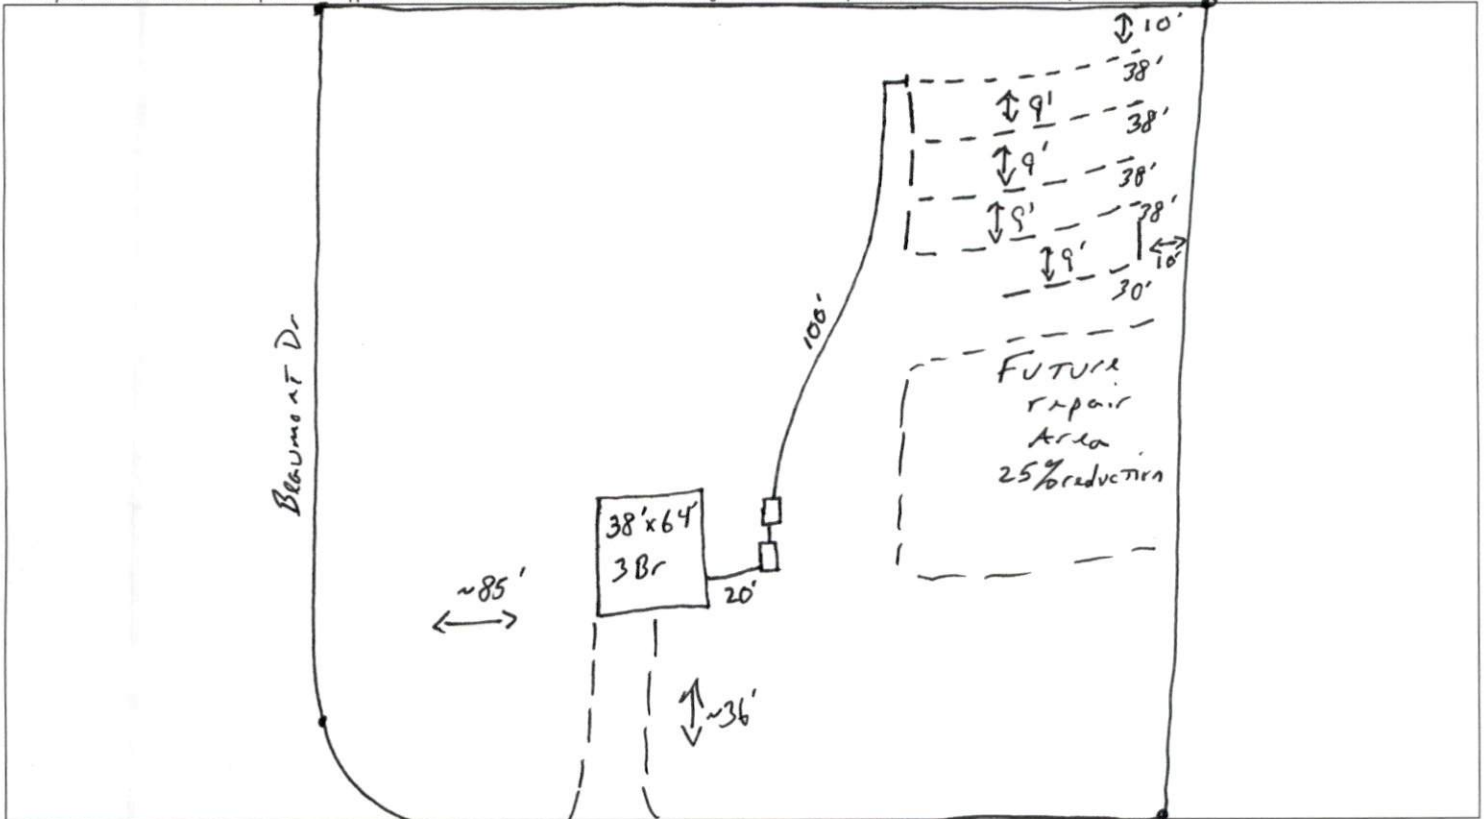 10'
38'
9'
38'
9'
38'
9'
38'
9'
10'
30'
100'
Beaumont Dr
Future
repair
Area
25% reduction
38'x64'
3Br
20'
~85'
~36'